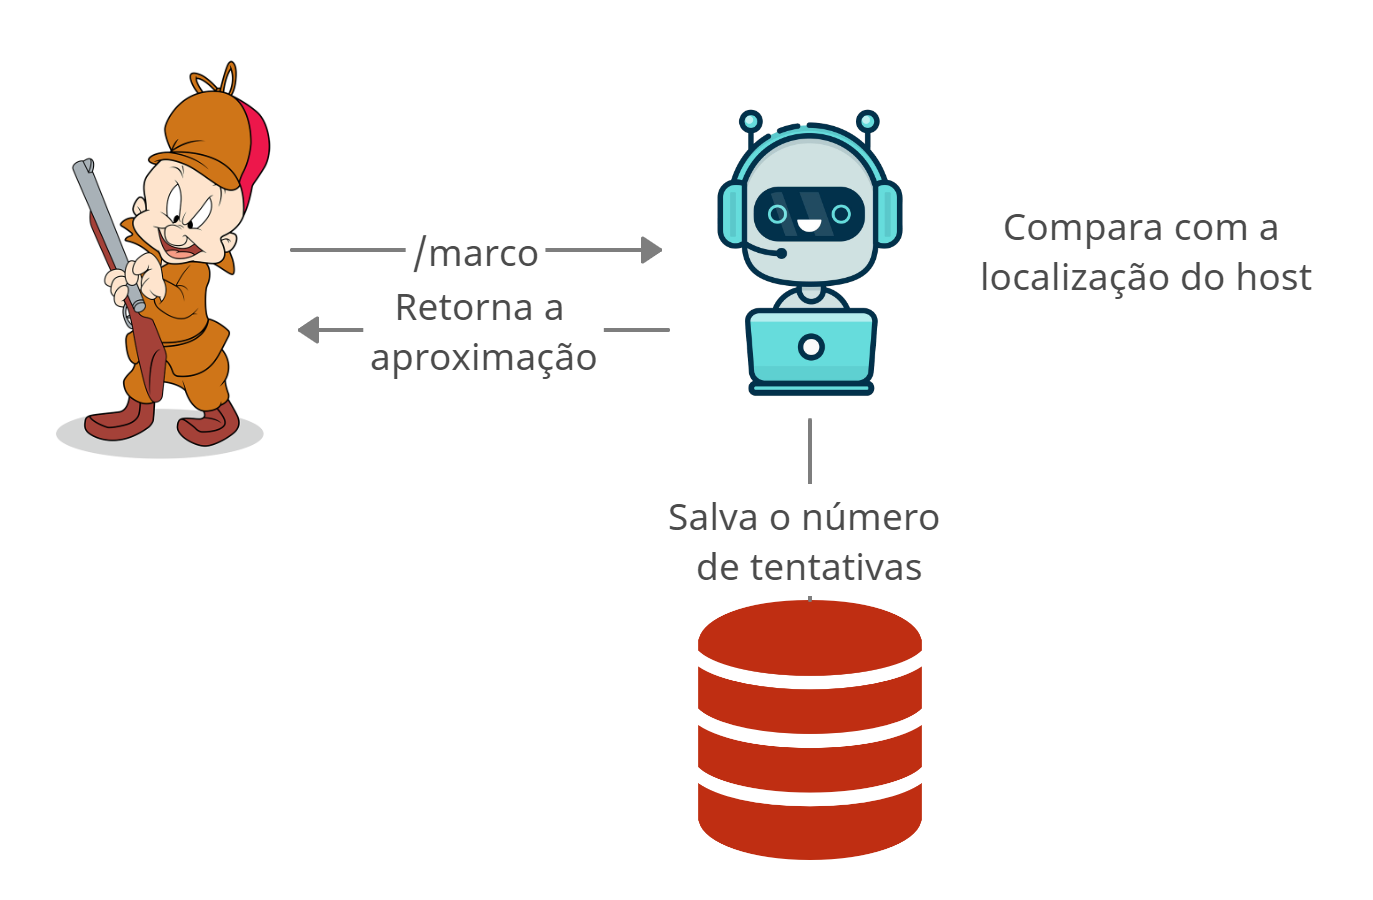 /marco
Retorna a
aproximação
Compara com a
localização do host
Salva o número
de tentativas